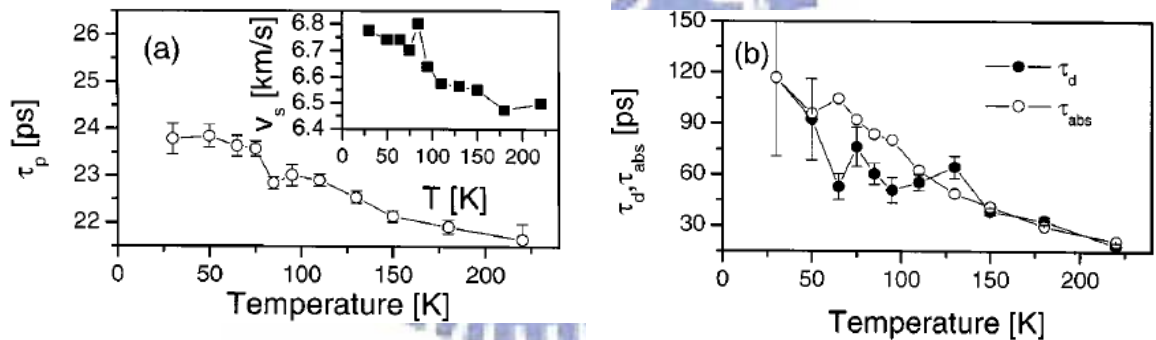 (a)
τp [ps]
26
25
24
23
22
0 50 100 150 200
Temperature [K]
vs [km/s]
6.8
6.7
6.6
6.5
6.4
0 50 100 150 200
T [K]
(b)
τd,τabs [ps]
150
120
90
60
30
τd
τabs
0 50 100 150 200
Temperature [K]